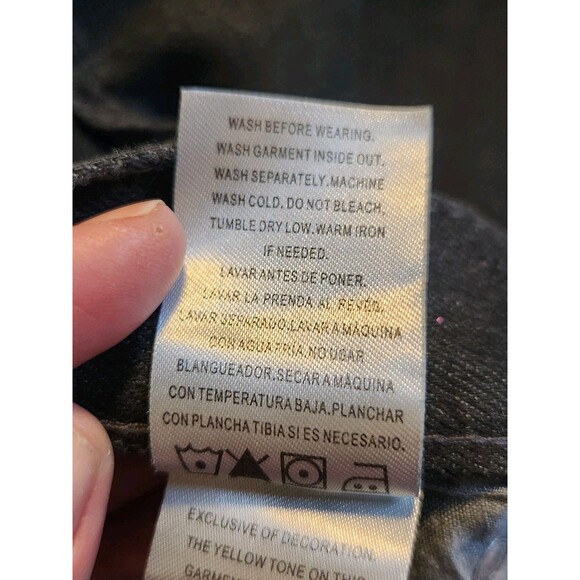 WASH BEFORE WEARING.
WASH GARMENT INSIDE OUT.
WASH SEPARATELY.MACHINE
WASH COLD. DO NOT BLEACH.
TUMBLE DRY LOW.WARM IRON
IF NEEDED.
LAVAR ANTES DE PONER.
LAVAR LA PRENDA AL REVÉS.
LAVAR SEPARADO.LAVAR A MÁQUINA
CON AGUA FRÍA.NO USAR
BLANQUEADOR.SECAR A MÁQUINA
CON TEMPERATURA BAJA.PLANCHAR
CON PLANCHA TIBIA SI ES NECESARIO.
EXCLUSIVE OF DECORATION.
THE YELLOW TONE ON THIS